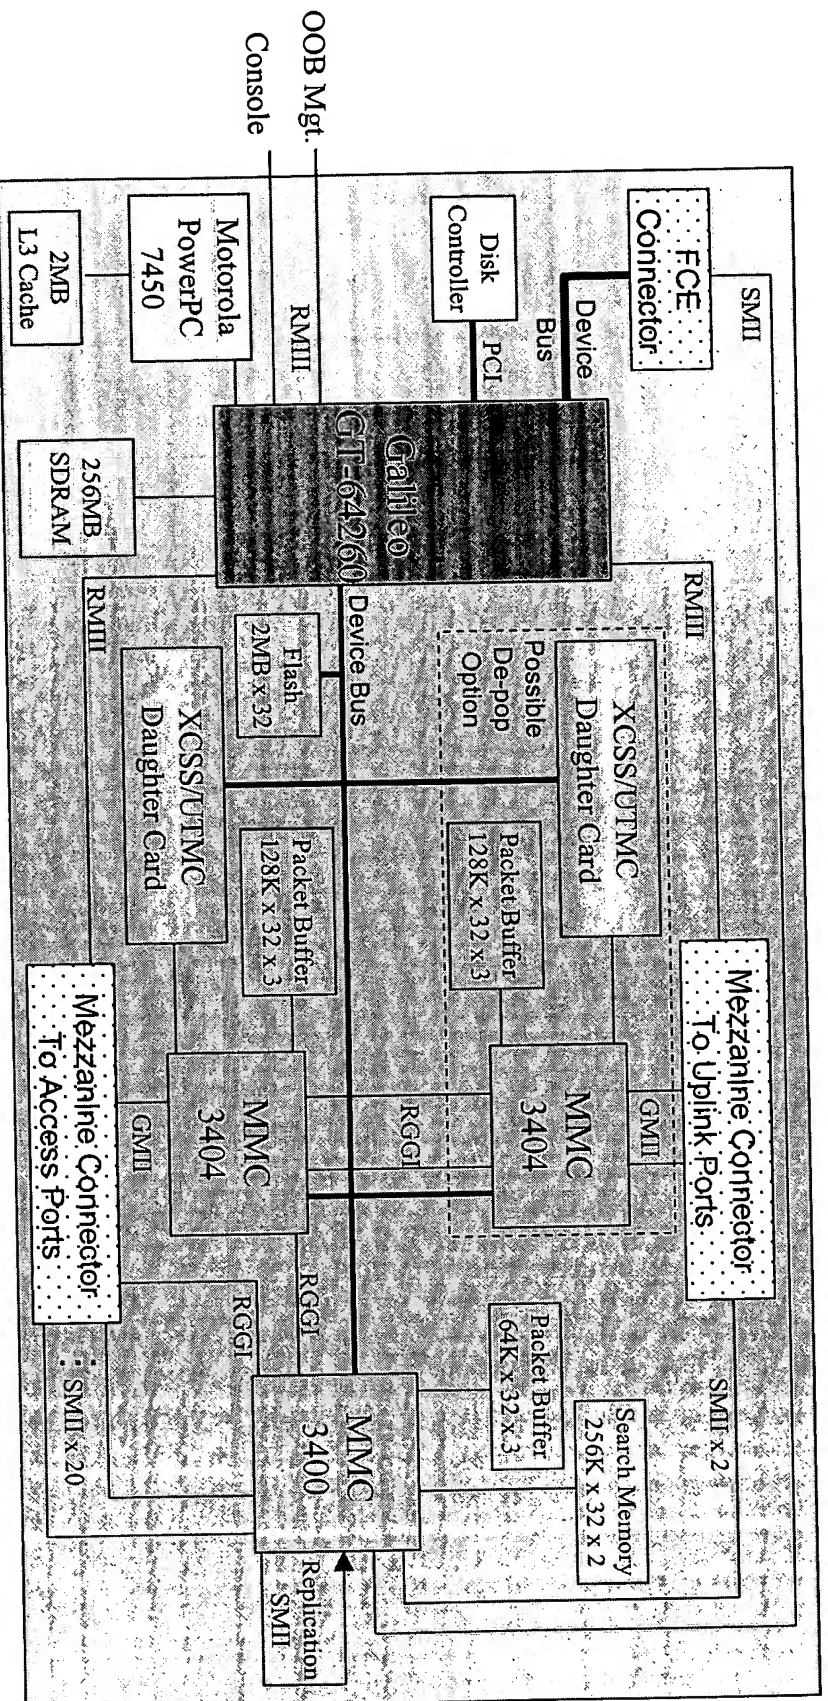 OOB Mgt.
Console
FCE
Connector
SMII
Device
Bus
Disk
Controller
PCI
RMIII
Motorola
PowerPC
7450
2MB
L3 Cache
Galileo
GT-64260
256MB
SDRAM
RMIII
RMIII
Device Bus
Flash
2MB x 32
Possible
De-pop
Option
XCSS/UTMC
Daughter Card
XCSS/UTMC
Daughter Card
Packet Buffer
128K x 32 x 3
Packet Buffer
128K x 32 x 3
Mezzanine Connector
To Uplink Ports
GMII
MMC
3404
RGGI
MMC
3404
GMII
Mezzanine Connector
To Access Ports
RGGI
RGGI
Packet Buffer
64K x 32 x 3
Search Memory
256K x 32 x 2
SMII x 2
MMC
3400
SMII x 20
Replication
SMII